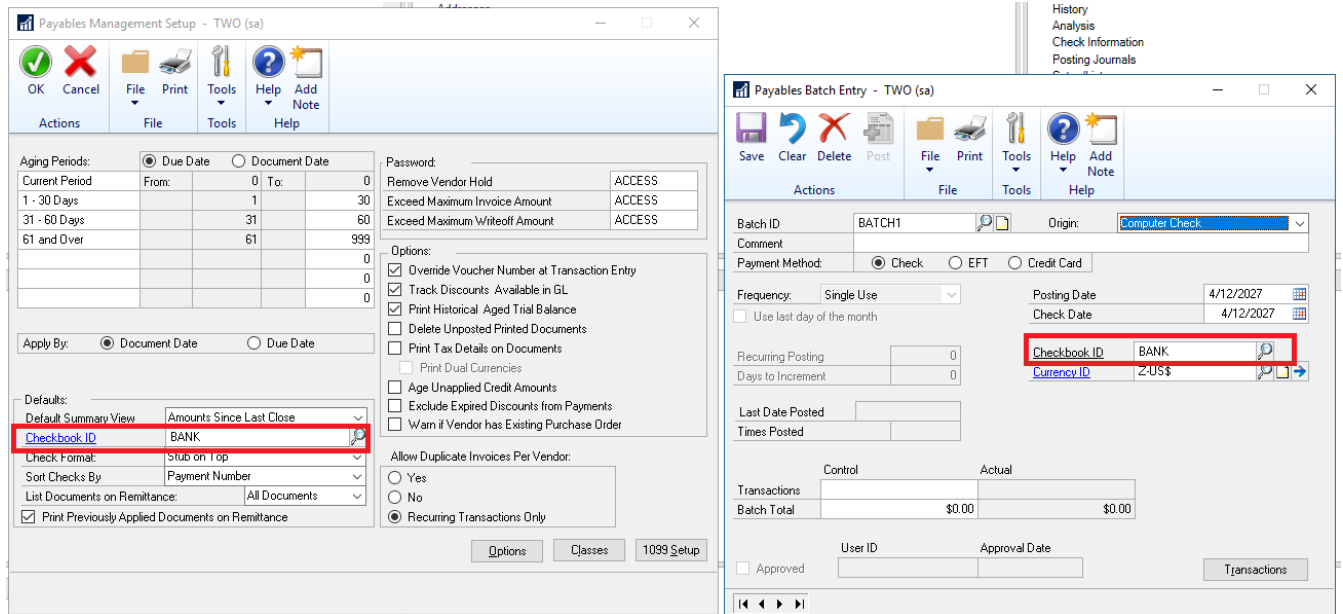 Addresses
History
Analysis
Check Information
Posting Journals
Payables Management Setup - TWO (sa)
OK Cancel File Print Tools Help Add Note
Actions File Tools Help
Aging Periods: Due Date Document Date
Current Period From: 0 To: 0
1 - 30 Days 1 30
31 - 60 Days 31 60
61 and Over 61 999
0
0
0
Apply By: Document Date Due Date
Defaults:
Default Summary View Amounts Since Last Close
Checkbook ID BANK
Check Format: Stub on Top
Sort Checks By Payment Number
List Documents on Remittance: All Documents
Print Previously Applied Documents on Remittance
Password:
Remove Vendor Hold ACCESS
Exceed Maximum Invoice Amount ACCESS
Exceed Maximum Writeoff Amount ACCESS
Options:
Override Voucher Number at Transaction Entry
Track Discounts Available in GL
Print Historical Aged Trial Balance
Delete Unposted Printed Documents
Print Tax Details on Documents
Print Dual Currencies
Age Unapplied Credit Amounts
Exclude Expired Discounts from Payments
Warn if Vendor has Existing Purchase Order
Allow Duplicate Invoices Per Vendor:
Yes
No
Recurring Transactions Only
Options Classes 1099 Setup
Payables Batch Entry - TWO (sa)
Save Clear Delete Post File Print Tools Help Add Note
Actions File Tools Help
Batch ID BATCH1 Origin: Computer Check
Comment
Payment Method: Check EFT Credit Card
Frequency: Single Use Posting Date 4/12/2027
Use last day of the month Check Date 4/12/2027
Checkbook ID BANK
Recurring Posting 0
Currency ID Z-US$
Days to Increment 0
Last Date Posted
Times Posted
Control Actual
Transactions
Batch Total $0.00 $0.00
User ID Approval Date
Approved
Transactions